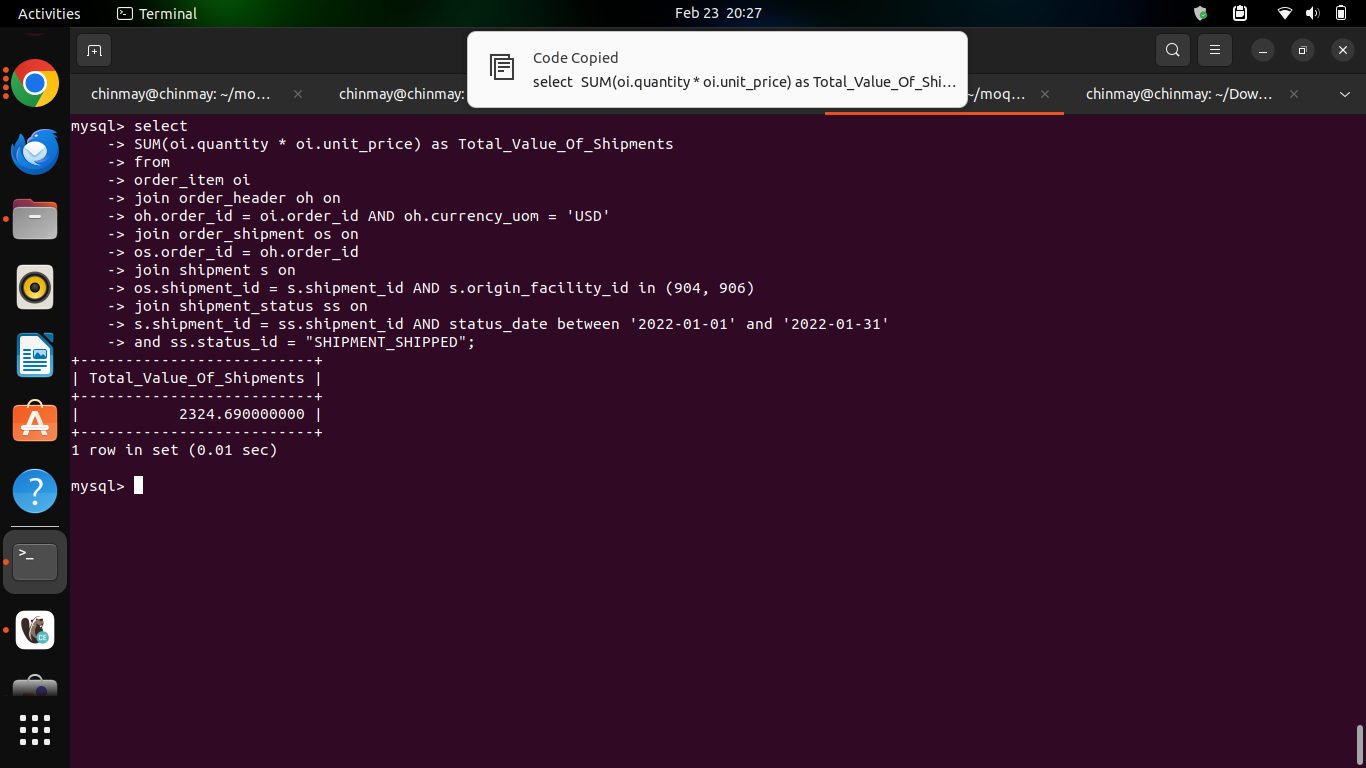 Activities
Terminal
Feb 23 20:27
Code Copied
select SUM(oi.quantity * oi.unit_price) as Total_Value_Of_Shi...
chinmay@chinmay: ~/mo...
chinmay@chinmay:
~/moq...
chinmay@chinmay: ~/Dow...
mysql> select
-> SUM(oi.quantity * oi.unit_price) as Total_Value_Of_Shipments
-> from
-> order_item oi
-> join order_header oh on
-> oh.order_id = oi.order_id AND oh.currency_uom = 'USD'
-> join order_shipment os on
-> os.order_id = oh.order_id
-> join shipment s on
-> os.shipment_id = s.shipment_id AND s.origin_facility_id in (904, 906)
-> join shipment_status ss on
-> s.shipment_id = ss.shipment_id AND status_date between '2022-01-01' and '2022-01-31'
-> and ss.status_id = "SHIPMENT_SHIPPED";
+--------------------------+
| Total_Value_Of_Shipments |
+--------------------------+
| 2324.690000000 |
+--------------------------+
1 row in set (0.01 sec)
mysql>
>_
CE